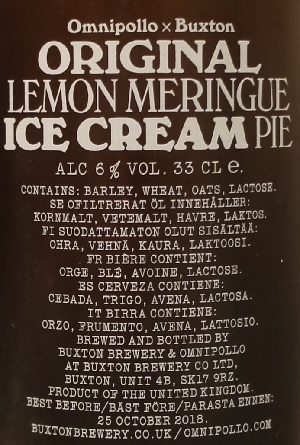 Omnipollo x Buxton
ORIGINAL
LEMON MERINGUE
ICE CREAM PIE
ALC 6% VOL. 33 CL e.
CONTAINS: BARLEY, WHEAT, OATS, LACTOSE.
SE OFILTRERAT ÖL INNEHÅLLER:
KORNMALT, VETEMALT, HAVRE, LAKTOS.
FI SUODATTAMATON OLUT SISÄLTÄÄ:
OHRA, VEHNÄ, KAURA, LAKTOOSI.
FR BIÈRE CONTIENT:
ORGE, BLÉ, AVOINE, LACTOSE.
ES CERVEZA CONTIENE:
CEBADA, TRIGO, AVENA, LACTOSA.
IT BIRRA CONTIENE:
ORZO, FRUMENTO, AVENA, LATTOSIO.
BREWED AND BOTTLED BY
BUXTON BREWERY & OMNIPOLLO
AT BUXTON BREWERY CO LTD,
BUXTON, UNIT 4B, SK17 9RZ.
PRODUCT OF THE UNITED KINGDOM.
BEST BEFORE/BÄST FÖRE/PARASTA ENNEN:
25 OCTOBER 2018.
BUXTONBREWERY.CO.UK/OMNIPOLLO.COM